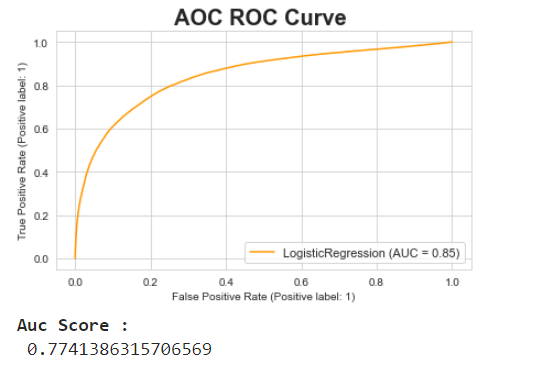 AOC ROC Curve
1.0
0.8
0.6
0.4
0.2
0.0
True Positive Rate (Positive label: 1)
LogisticRegression (AUC = 0.85)
0.0 0.2 0.4 0.6 0.8 1.0
False Positive Rate (Positive label: 1)
Auc Score :
0.7741386315706569